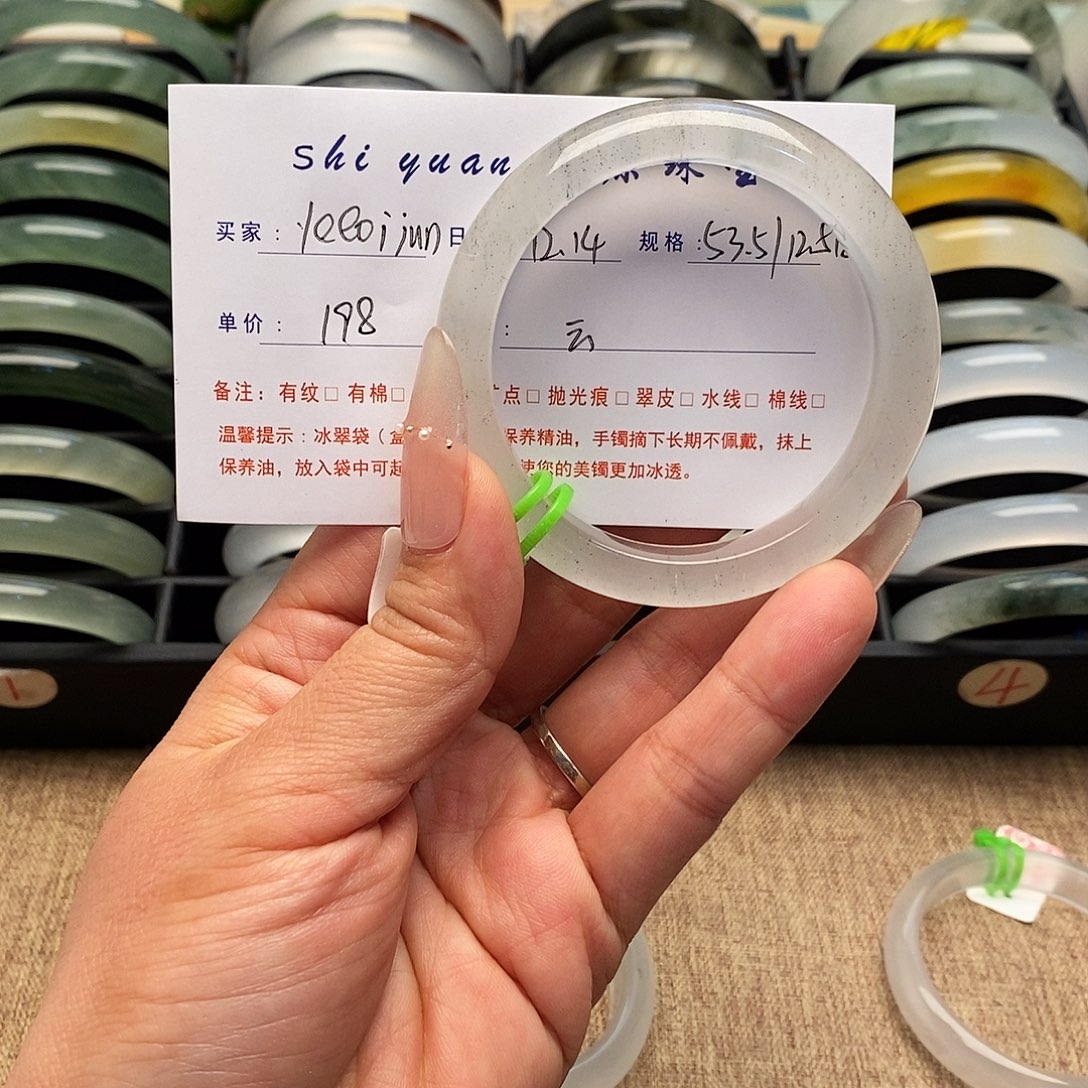 shi yuan 珠宝
买家： 日 12.14 规格：53.5/12.5
单价： 198 ： 云
备注：有纹□ 有棉□ 点□ 抛光痕□ 翠皮□ 水线□ 棉线□
温馨提示：冰翠袋（ 保养精油，手镯摘下长期不佩戴，抹上
保养油，放入袋中可起 使您的美镯更加冰透。
1
4